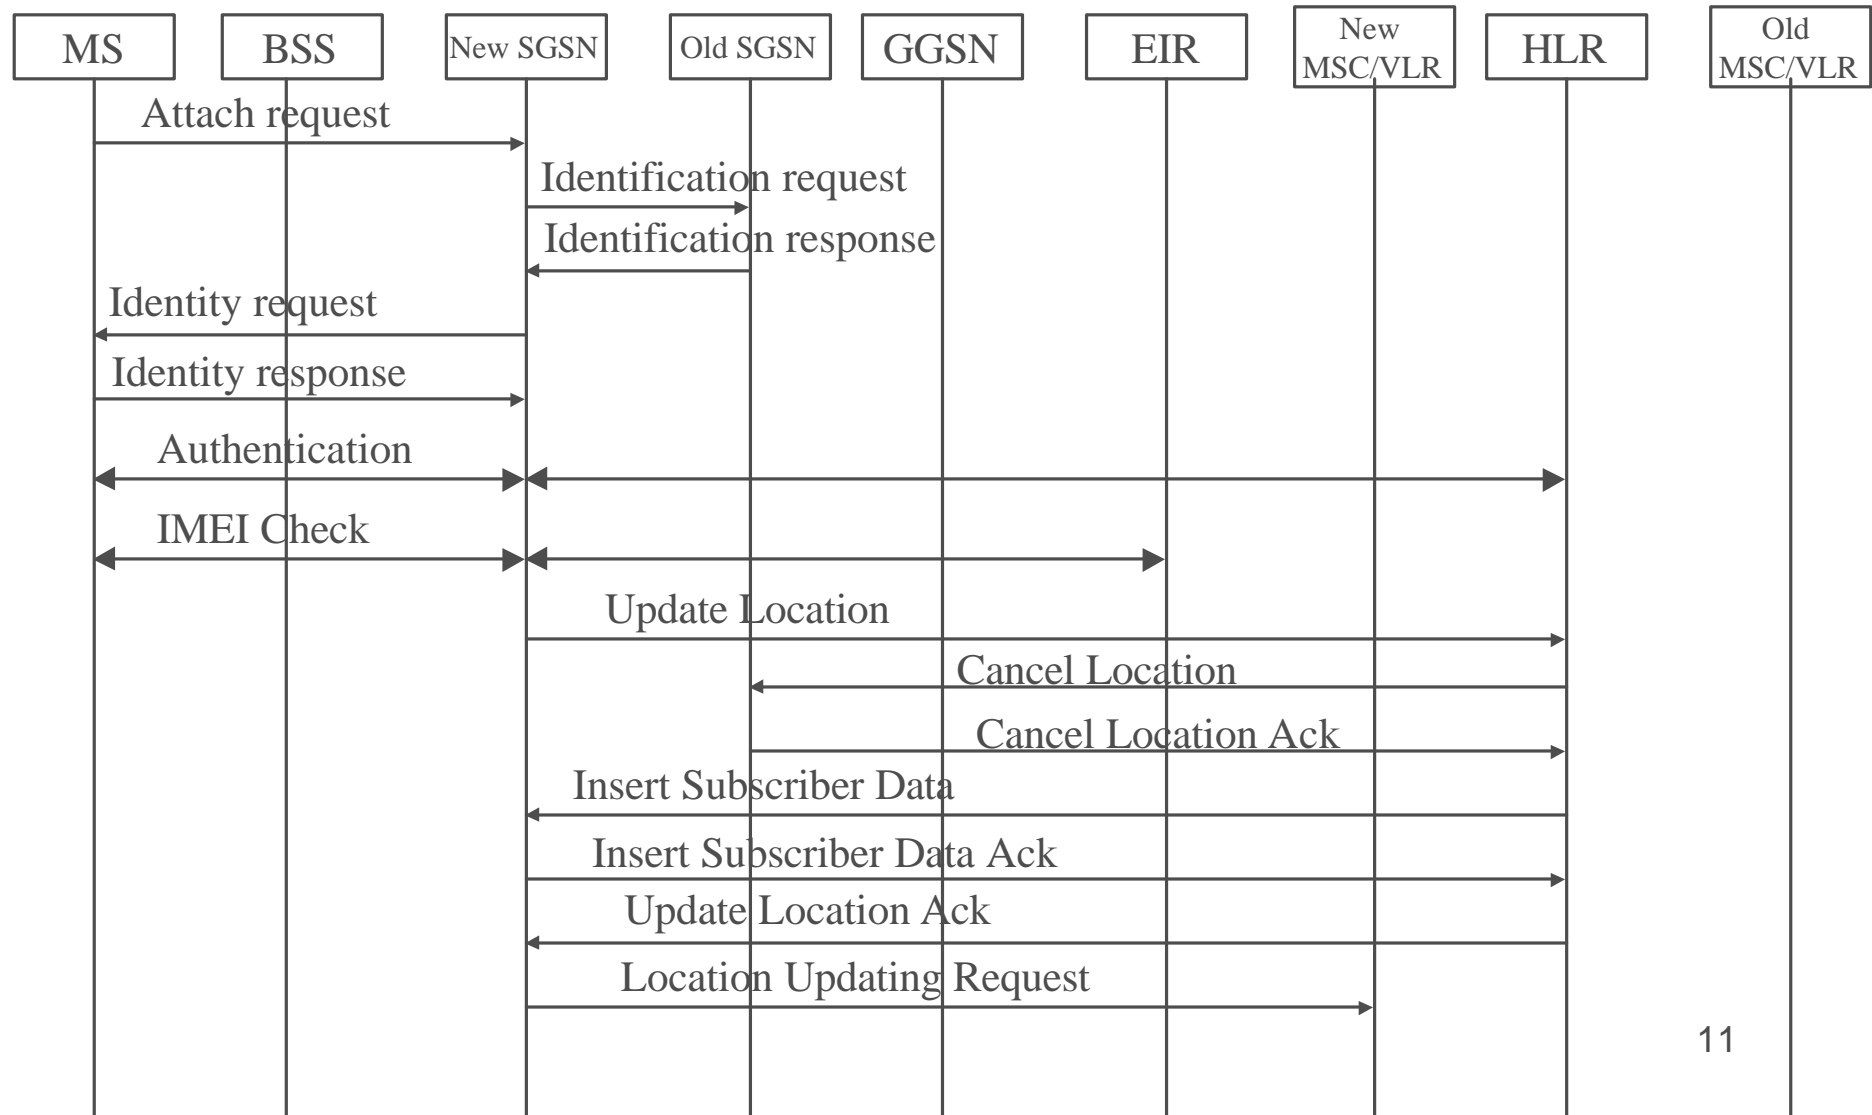 MS
BSS
New SGSN
Old SGSN
GGSN
EIR
New
MSC/VLR
HLR
Old
MSC/VLR
Attach request
Identification request
Identification response
Identity request
Identity response
Authentication
IMEI Check
Update Location
Cancel Location
Cancel Location Ack
Insert Subscriber Data
Insert Subscriber Data Ack
Update Location Ack
Location Updating Request
11